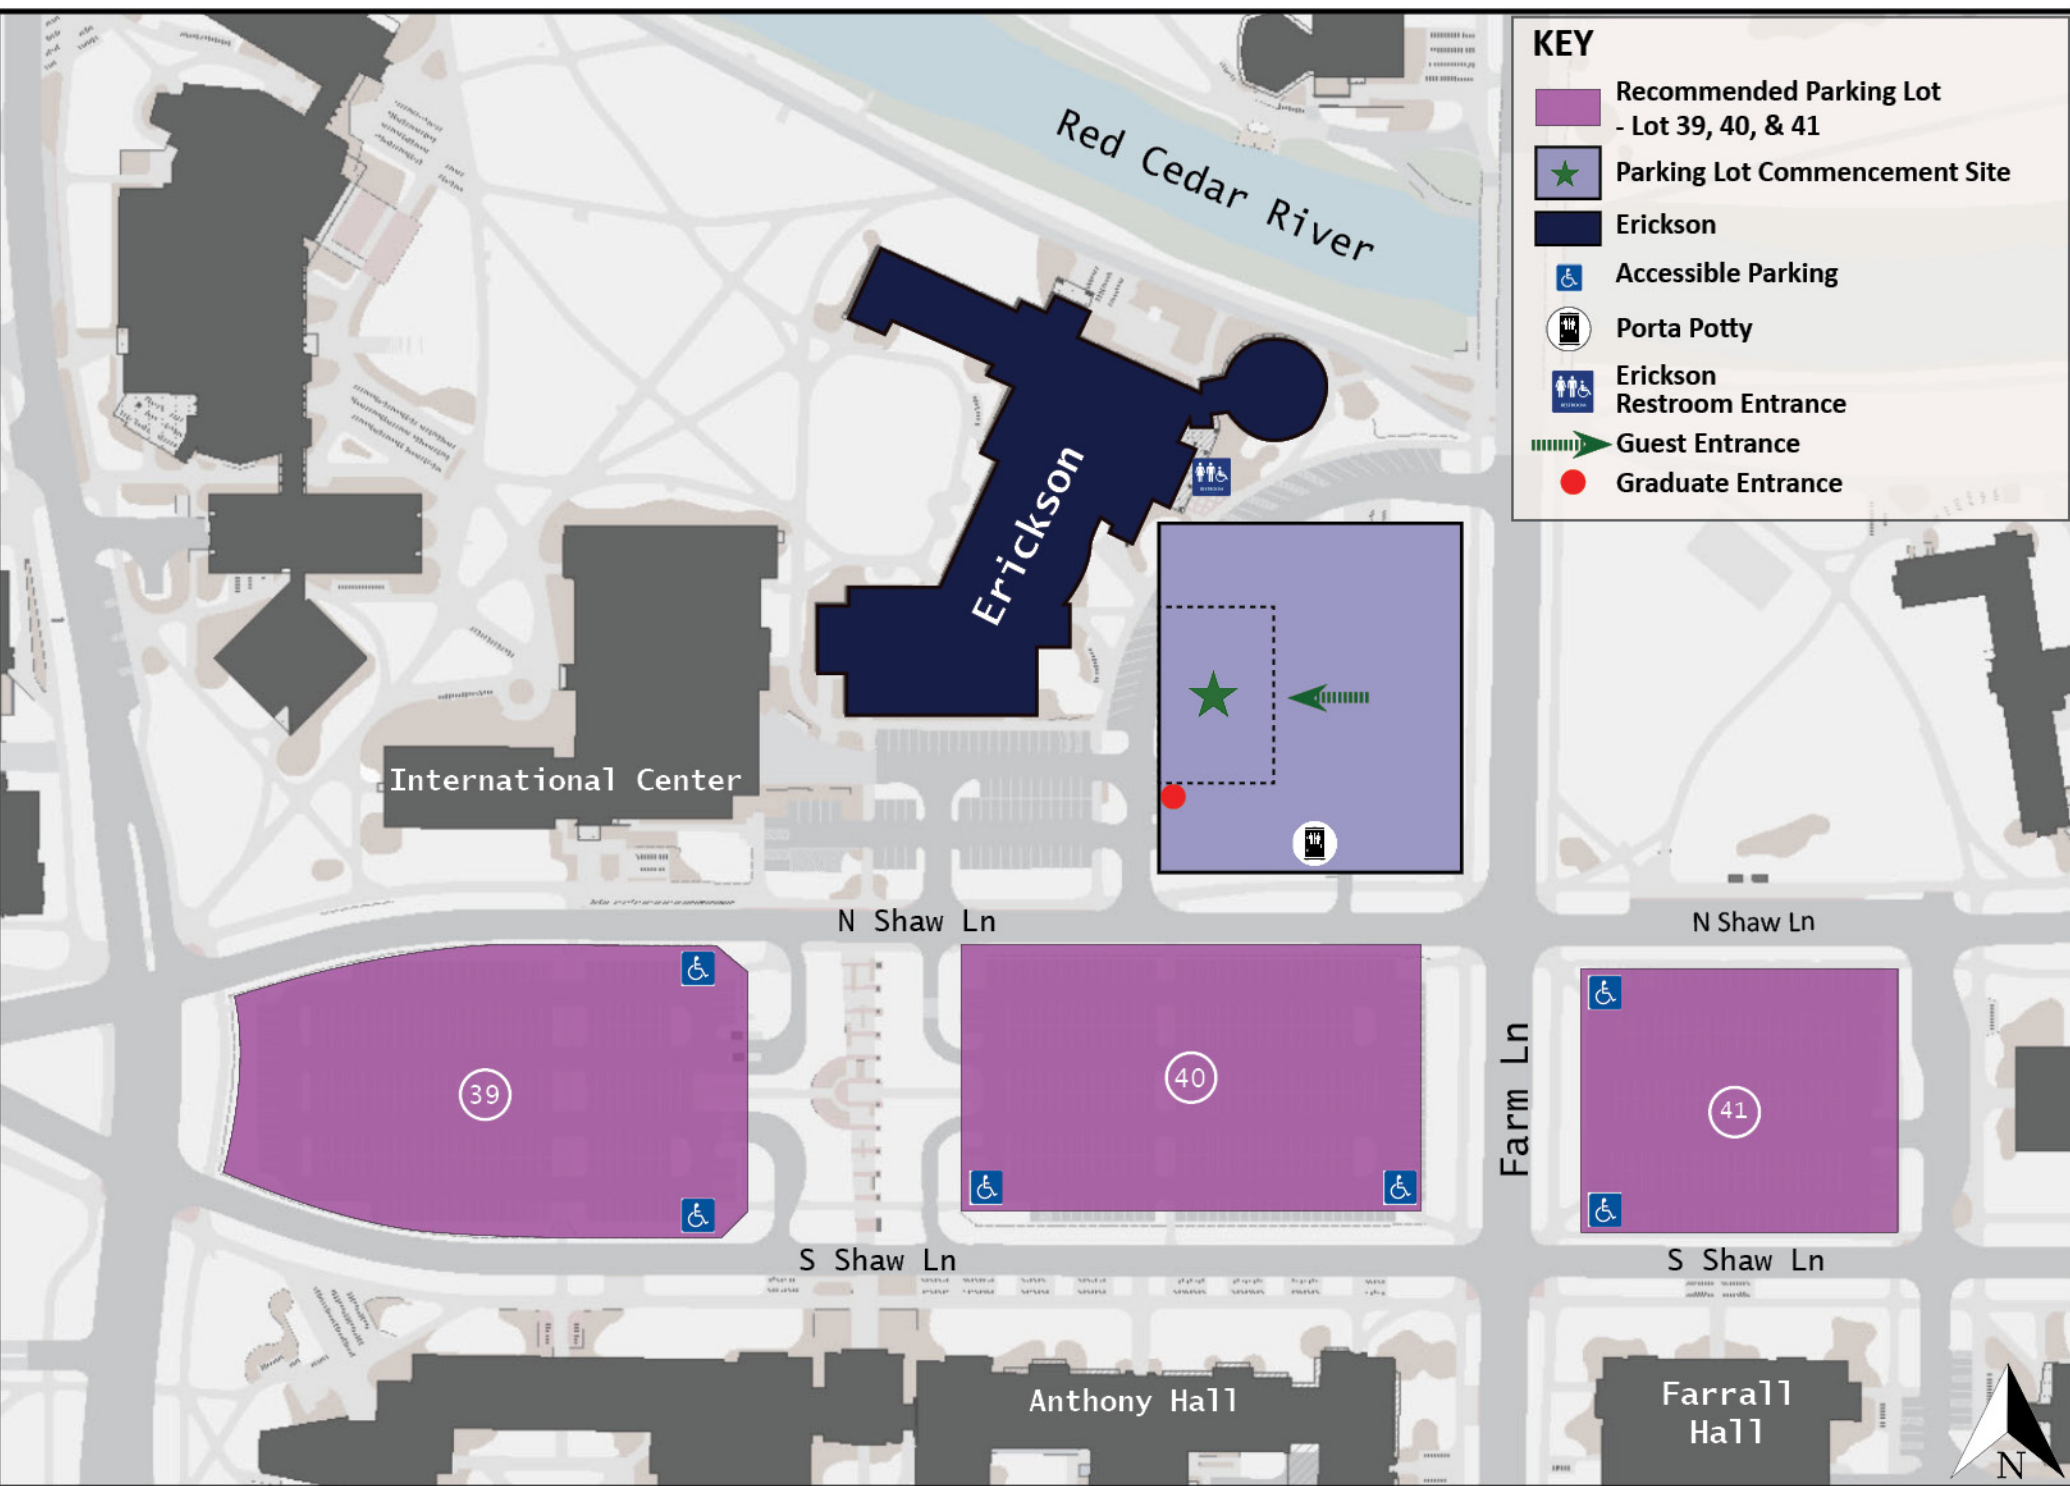 KEY
Recommended Parking Lot
- Lot 39, 40, & 41
Parking Lot Commencement Site
Erickson
Accessible Parking
Porta Potty
Erickson
Restroom Entrance
Guest Entrance
Graduate Entrance
Red Cedar River
Erickson
RESTROOM
International Center
N Shaw Ln
N Shaw Ln
39
40
41
Farm Ln
S Shaw Ln
S Shaw Ln
Anthony Hall
Farrall
Hall
N